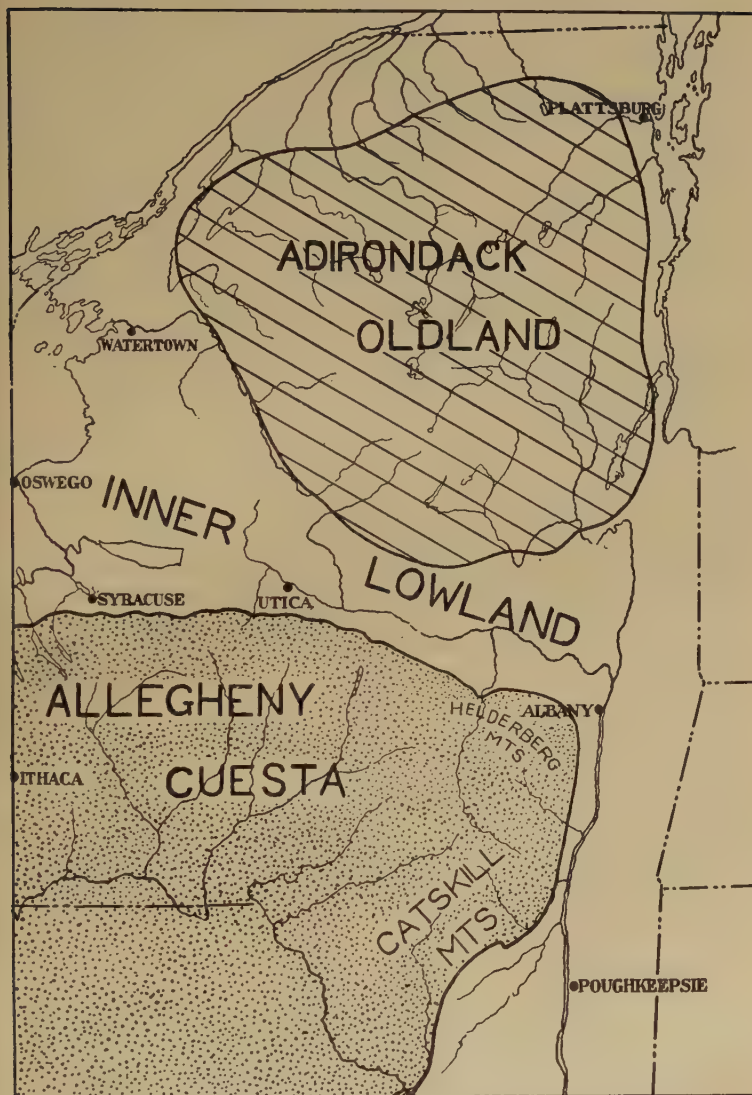 PLATTSBURG
ADIRONDACK
OLDLAND
WATERTOWN
OSWEGO
INNER
LOWLAND
SYRACUSE
UTICA
ALLEGHENY
HELDERBERG
MTS
ALBANY
ITHACA
CUESTA
CATSKILL
MTS
POUGHKEEPSIE